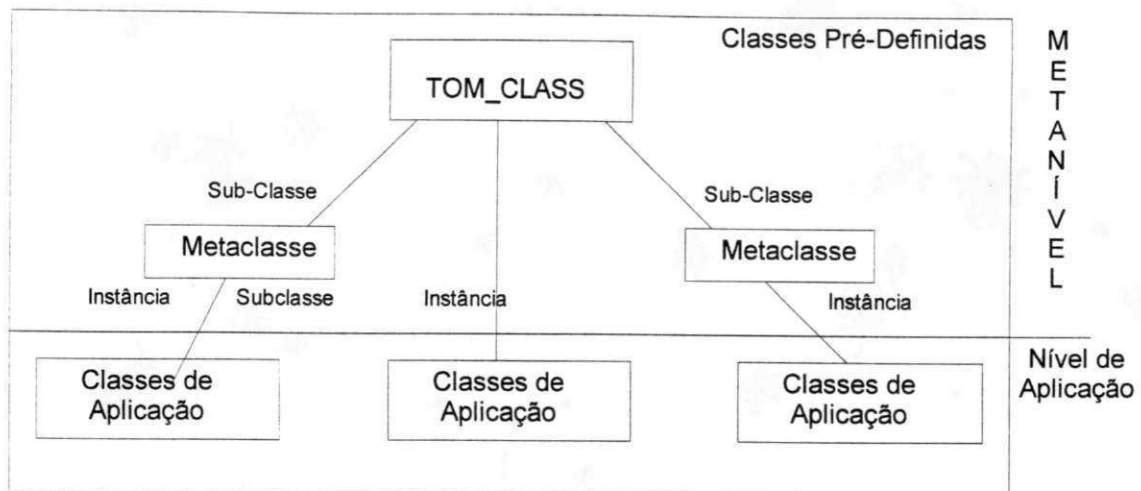 Classes Pré-Definidas
TOM_CLASS
Sub-Classe
Sub-Classe
Metaclasse
Metaclasse
Instância
Subclasse
Instância
Instância
METANÍVEL
Classes de
Aplicação
Classes de
Aplicação
Classes de
Aplicação
Nível de
Aplicação